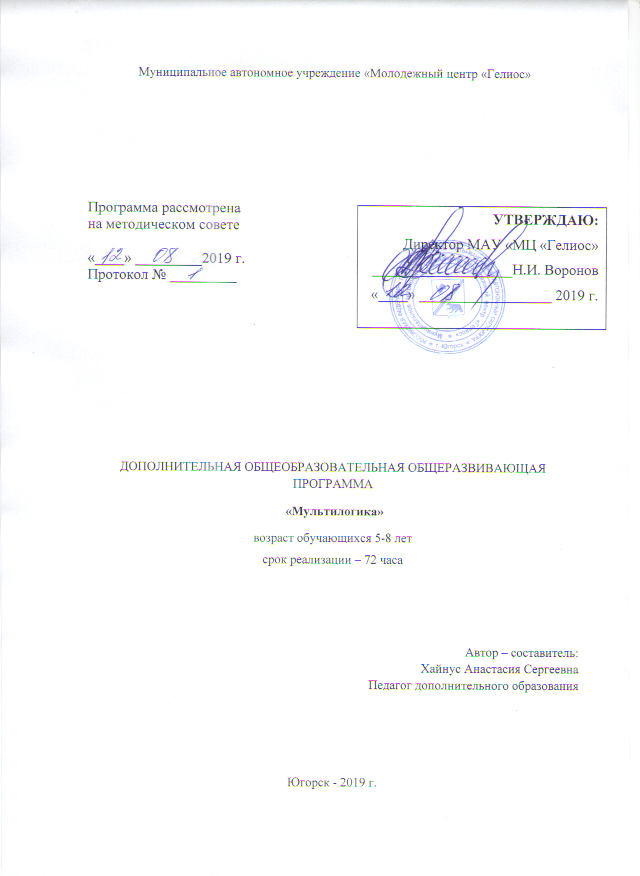 Муниципальное автономное учреждение «Молодежный центр «Гелиос»
Программа рассмотрена
на методическом совете
«12» 08 2019 г.
Протокол № 1
УТВЕРЖДАЮ:
Директор МАУ «МЦ «Гелиос»
Н.И. Воронов
«12» 08 2019 г.
ДОПОЛНИТЕЛЬНАЯ ОБЩЕОБРАЗОВАТЕЛЬНАЯ ОБЩЕРАЗВИВАЮЩАЯ
ПРОГРАММА
«Мультилогика»
возраст обучающихся 5-8 лет
срок реализации – 72 часа
Автор – составитель:
Хайнус Анастасия Сергеевна
Педагог дополнительного образования
Югорск - 2019 г.